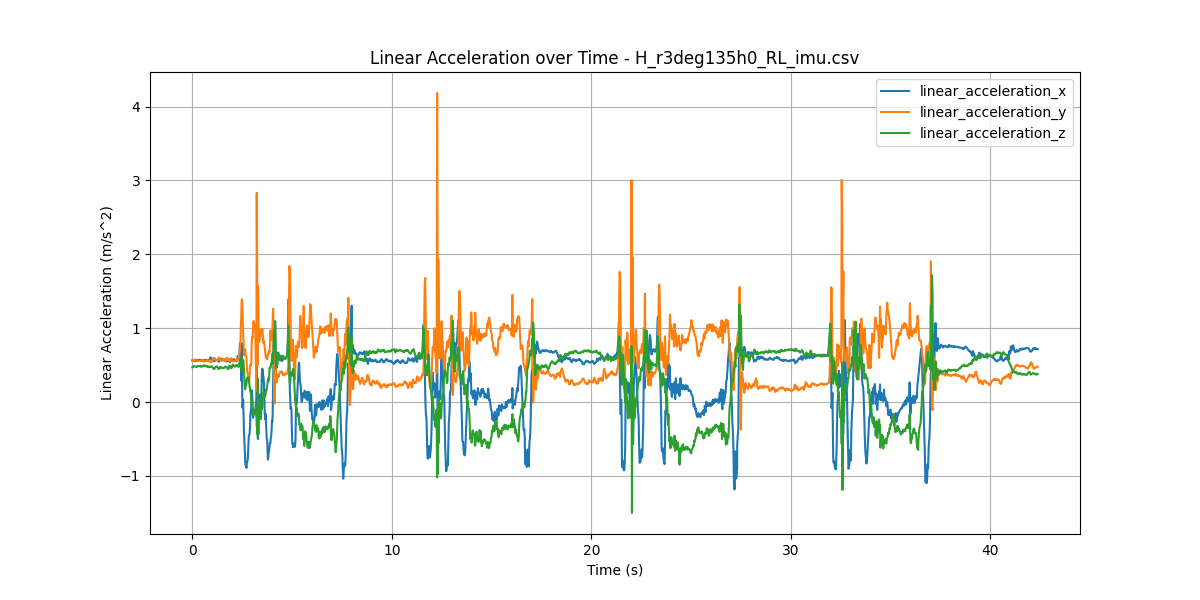 Linear Acceleration over Time - H_r3deg135h0_RL_imu.csv
linear_acceleration_x
linear_acceleration_y
linear_acceleration_z
Linear Acceleration (m/s^2)
4
3
2
1
0
−1
0 10 20 30 40
Time (s)